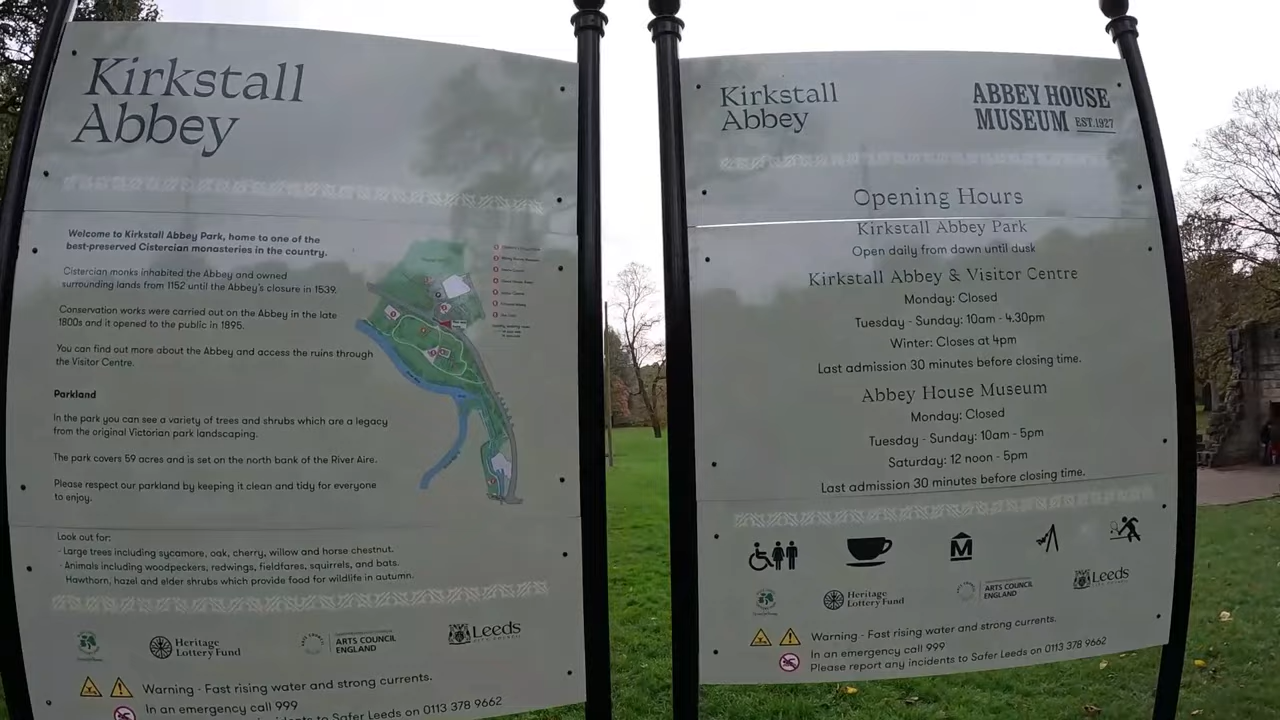 Kirkstall
Abbey
Welcome to Kirkstall Abbey Park, home to one of the
best-preserved Cistercian monasteries in the country.
Cistercian monks inhabited the Abbey and owned
surrounding lands from 1152 until the Abbey's closure in 1539.
Conservation works were carried out on the Abbey in the late
1800s and it opened to the public in 1895.
You can find out more about the Abbey and access the ruins through
the Visitor Centre.
Parkland
In the park you can see a variety of trees and shrubs which are a legacy
from the original Victorian park landscaping.
The park covers 59 acres and is set on the north bank of the River Aire.
Please respect our parkland by keeping it clean and tidy for everyone
to enjoy.
Look out for:
- Large trees including sycamore, oak, cherry, willow and horse chestnut.
- Animals including woodpeckers, redwings, fieldfares, squirrels, and bats.
Hawthorn, hazel and elder shrubs which provide food for wildlife in autumn.
Heritage
Lottery Fund
ARTS COUNCIL
ENGLAND
Leeds
CITY COUNCIL
Warning - Fast rising water and strong currents.
In an emergency call 999
incidents to Safer Leeds on 0113 378 9662
Kirkstall
Abbey
ABBEY HOUSE
MUSEUM EST.1927
Opening Hours
Kirkstall Abbey Park
Open daily from dawn until dusk
Kirkstall Abbey & Visitor Centre
Monday: Closed
Tuesday - Sunday: 10am - 4.30pm
Winter: Closes at 4pm
Last admission 30 minutes before closing time.
Abbey House Museum
Monday: Closed
Tuesday - Sunday: 10am - 5pm
Saturday: 12 noon - 5pm
Last admission 30 minutes before closing time.
M
Heritage
Lottery Fund
ARTS COUNCIL
ENGLAND
Leeds
CITY COUNCIL
Warning - Fast rising water and strong currents.
In an emergency call 999
Please report any incidents to Safer Leeds on 0113 378 9662